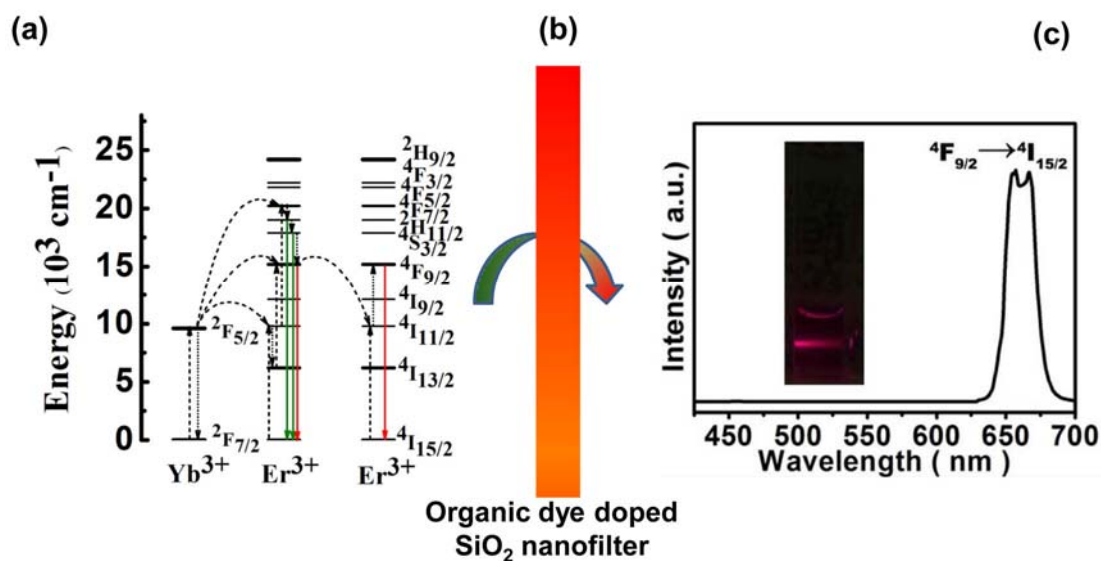 (a)
(b)
(c)
Energy (10³ cm⁻¹)
25
20
15
10
5
0
²F₅/₂
²F₇/₂
²H₉/₂
⁴F₃/₂
⁴F₅/₂
⁴F₇/₂
²H₁₁/₂
⁴S₃/₂
⁴F₉/₂
⁴I₉/₂
⁴I₁₁/₂
⁴I₁₃/₂
⁴I₁₅/₂
Yb³⁺
Er³⁺
Er³⁺
Organic dye doped
SiO₂ nanofilter
Intensity ( a.u.)
⁴F₉/₂ → ⁴I₁₅/₂
450 500 550 600 650 700
Wavelength ( nm )